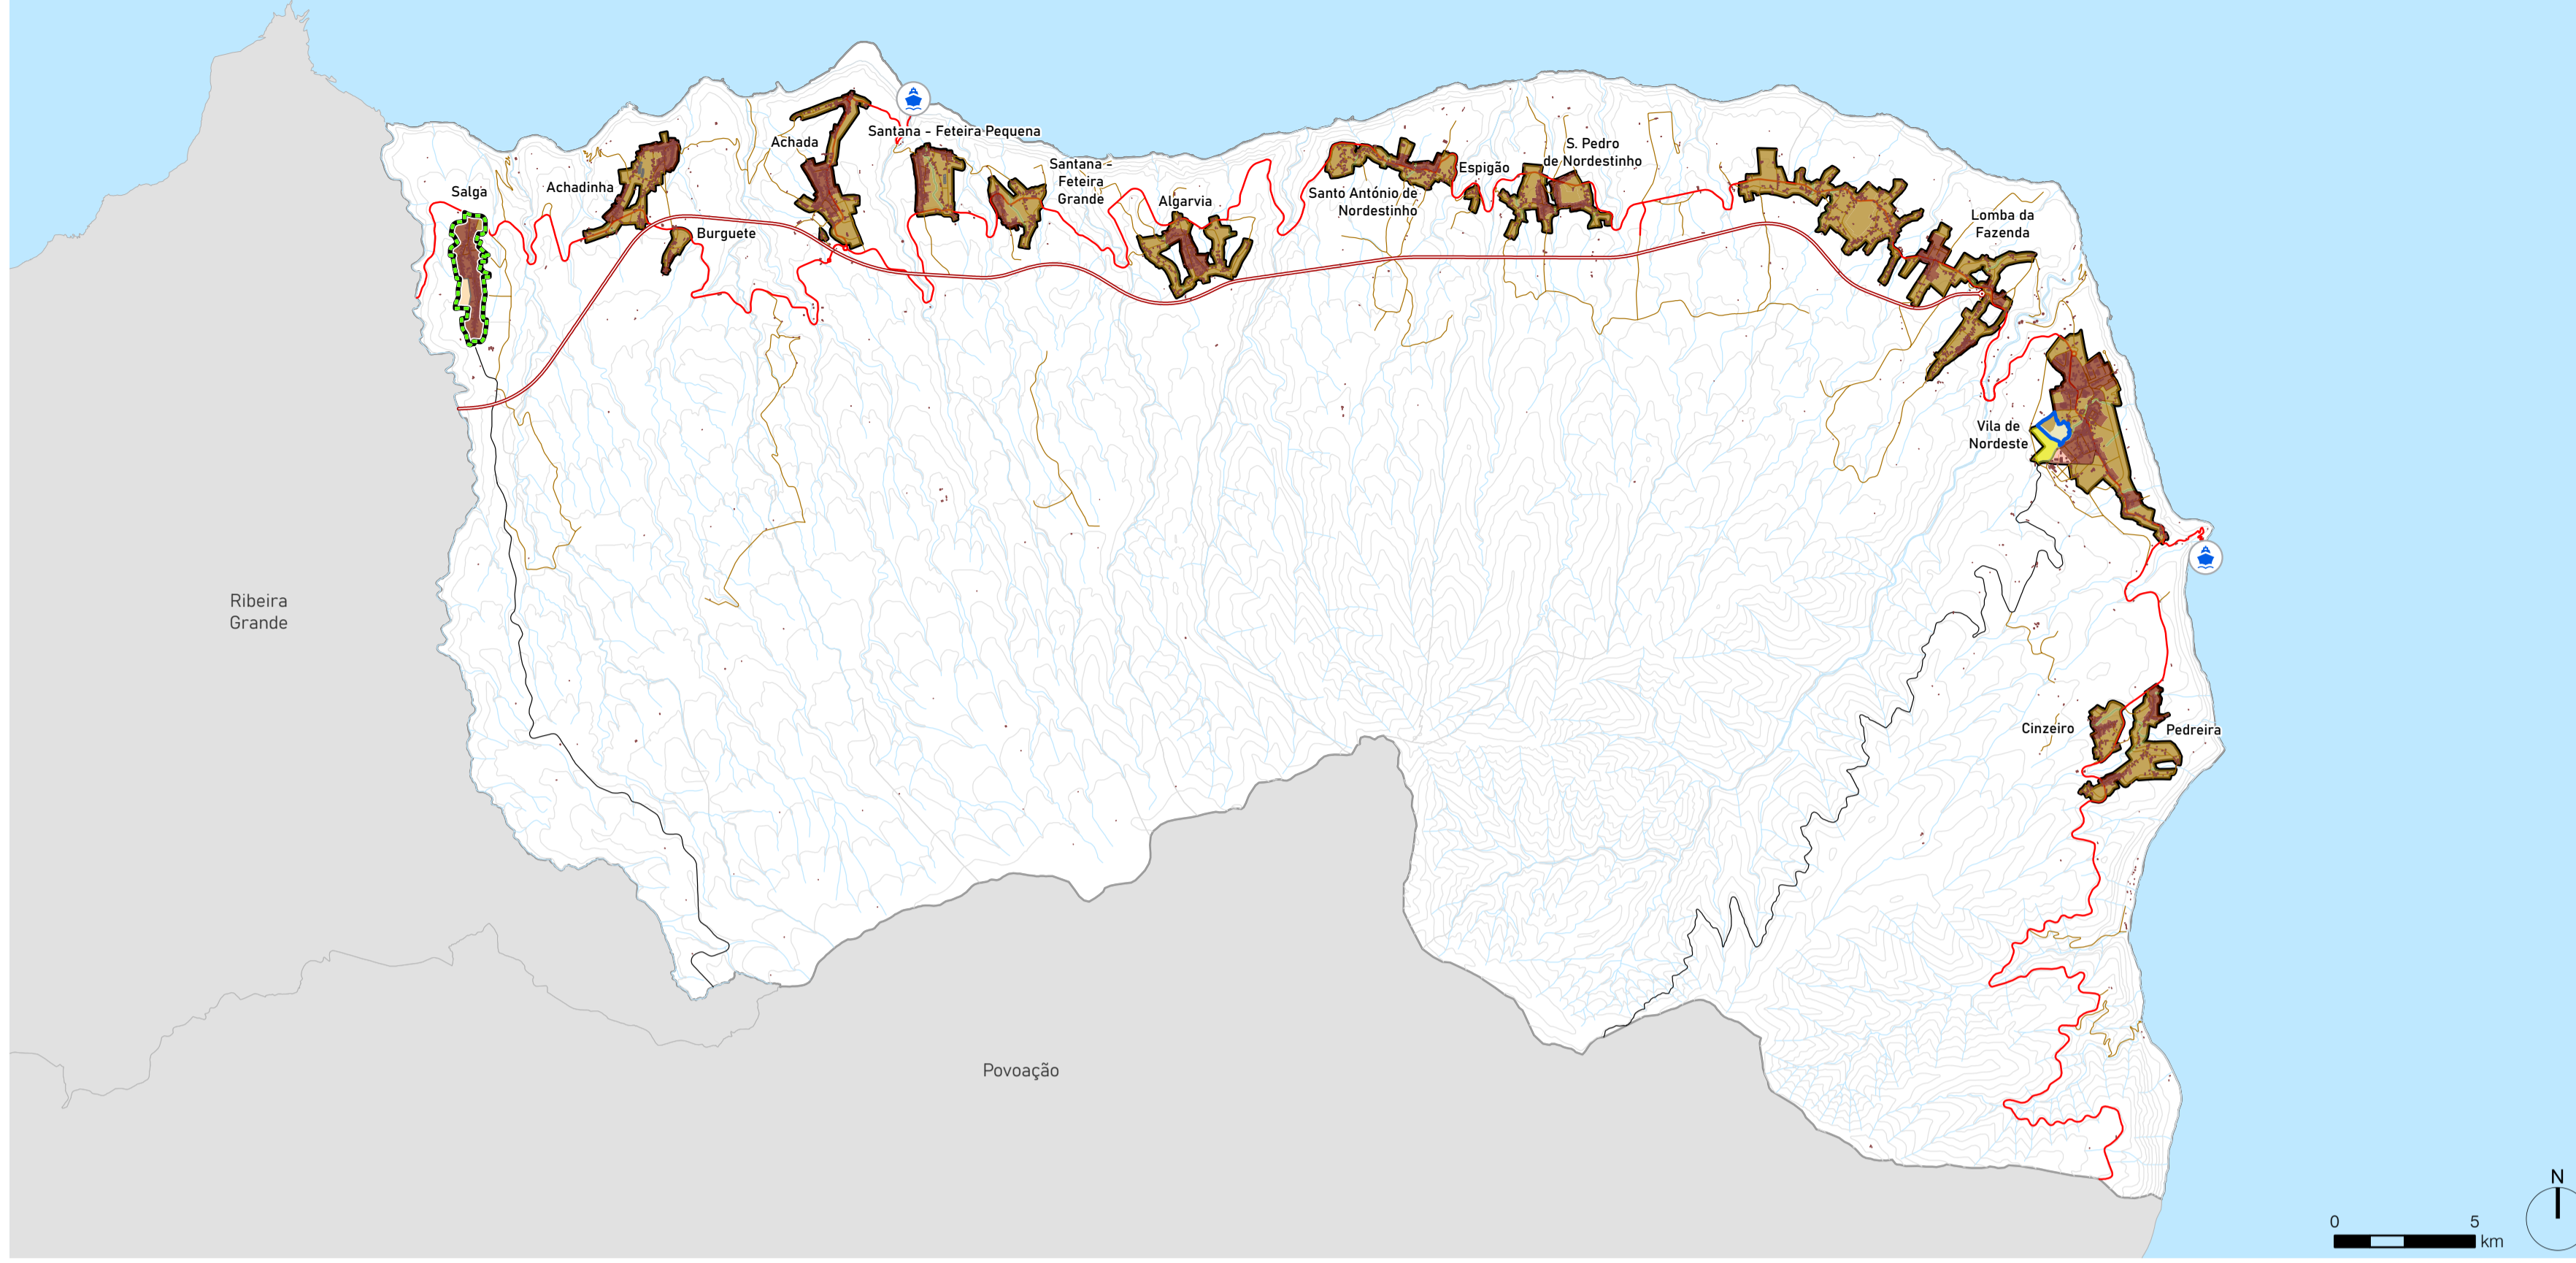 Santana - Feteira Pequena
Achada
S. Pedro
de Nordestinho
Santana -
Feteira
Grande
Espigão
Salga
Achadinha
Santo António de
Nordestinho
Algarvia
Lomba da
Fazenda
Burguete
Vila de
Nordeste
Ribeira
Grande
Cinzeiro
Pedreira
Povoação
N
0 5
km